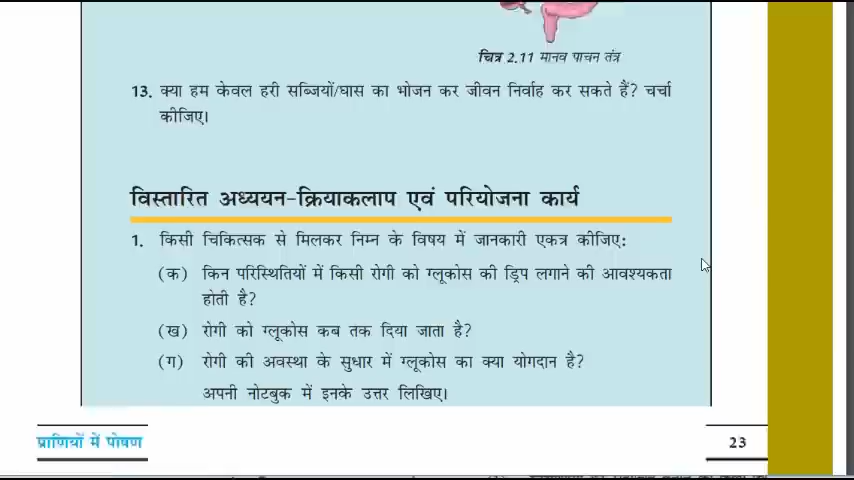 चित्र 2.11 मानव पाचन तंत्र
13. क्या हम केवल हरी सब्जियों/घास का भोजन कर जीवन निर्वाह कर सकते हैं? चर्चा
कीजिए।
विस्तारित अध्ययन-क्रियाकलाप एवं परियोजना कार्य
1. किसी चिकित्सक से मिलकर निम्न के विषय में जानकारी एकत्र कीजिए:
(क) किन परिस्थितियों में किसी रोगी को ग्लूकोस की ड्रिप लगाने की आवश्यकता
होती है?
(ख) रोगी को ग्लूकोस कब तक दिया जाता है?
(ग) रोगी की अवस्था के सुधार में ग्लूकोस का क्या योगदान है?
अपनी नोटबुक में इनके उत्तर लिखिए।
प्राणियों में पोषण
23